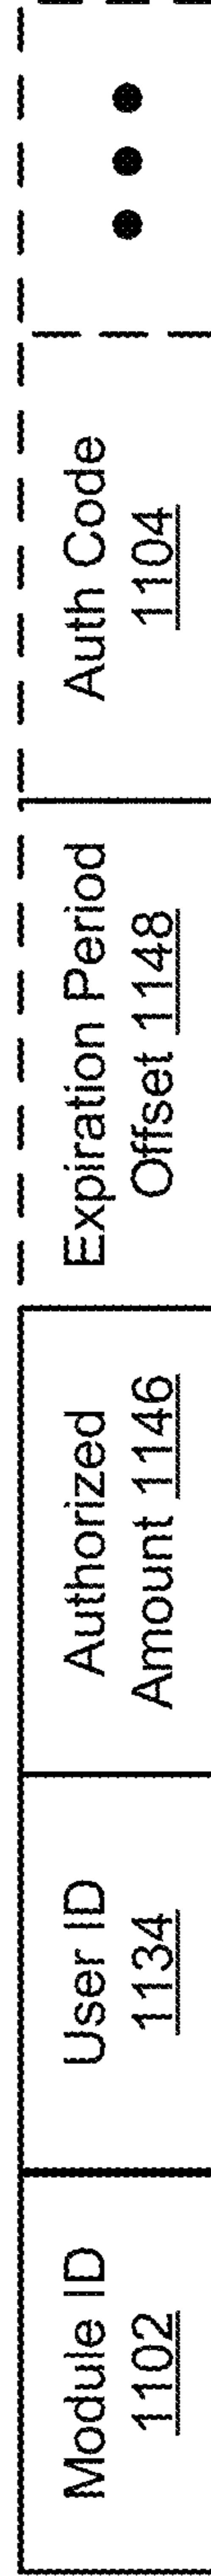 Module ID
1102
User ID
1134
Authorized
Amount 1146
Expiration Period
Offset 1148
Auth Code
1104